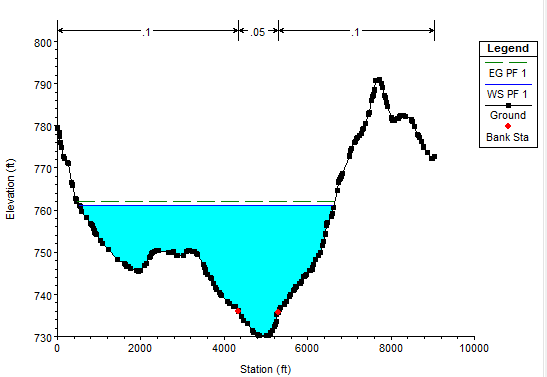 .1
.05
.1
800
790
780
770
760
750
740
730
Elevation (ft)
0
2000
4000
6000
8000
10000
Station (ft)
Legend
EG PF 1
WS PF 1
Ground
Bank Sta